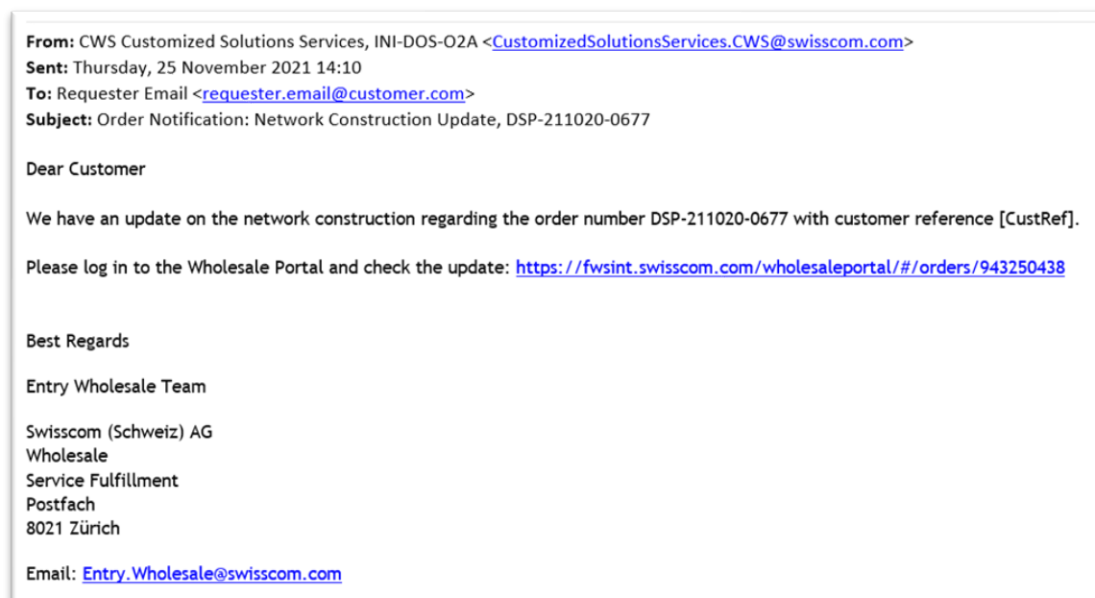 From: CWS Customized Solutions Services, INI-DOS-O2A <CustomizedSolutionsServices.CWS@swisscom.com>
Sent: Thursday, 25 November 2021 14:10
To: Requester Email <requester.email@customer.com>
Subject: Order Notification: Network Construction Update, DSP-211020-0677
Dear Customer
We have an update on the network construction regarding the order number DSP-211020-0677 with customer reference [CustRef].
Please log in to the Wholesale Portal and check the update: https://fwsint.swisscom.com/wholesaleportal/#/orders/943250438
Best Regards
Entry Wholesale Team
Swisscom (Schweiz) AG
Wholesale
Service Fulfillment
Postfach
8021 Zürich
Email: Entry.Wholesale@swisscom.com